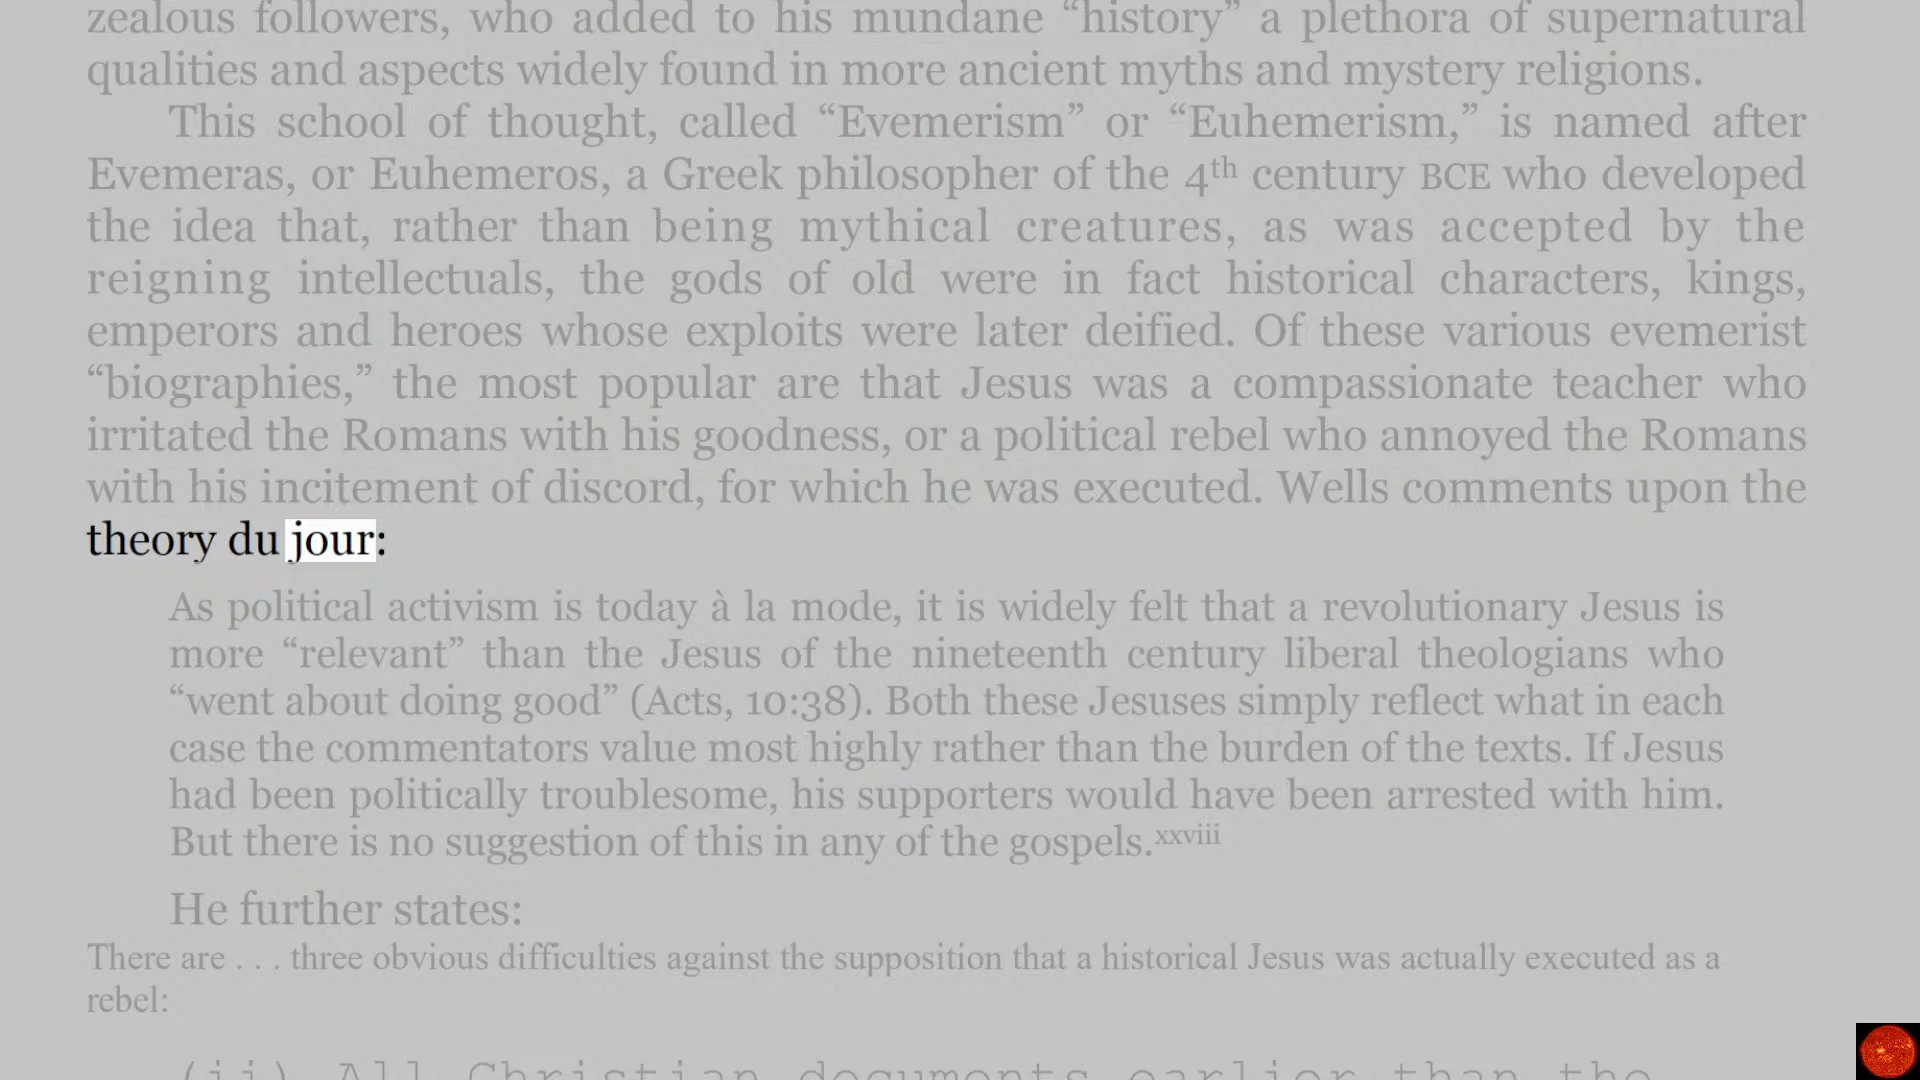 zealous followers, who added to his mundane “history” a plethora of supernatural
qualities and aspects widely found in more ancient myths and mystery religions.
This school of thought, called “Evemerism” or “Euhemerism,” is named after
Evemeras, or Euhemeros, a Greek philosopher of the 4th century BCE who developed
the idea that, rather than being mythical creatures, as was accepted by the
reigning intellectuals, the gods of old were in fact historical characters, kings,
emperors and heroes whose exploits were later deified. Of these various evemerist
“biographies,” the most popular are that Jesus was a compassionate teacher who
irritated the Romans with his goodness, or a political rebel who annoyed the Romans
with his incitement of discord, for which he was executed. Wells comments upon the
theory du jour:
As political activism is today à la mode, it is widely felt that a revolutionary Jesus is
more “relevant” than the Jesus of the nineteenth century liberal theologians who
“went about doing good” (Acts, 10:38). Both these Jesuses simply reflect what in each
case the commentators value most highly rather than the burden of the texts. If Jesus
had been politically troublesome, his supporters would have been arrested with him.
But there is no suggestion of this in any of the gospels.xxviii
He further states:
There are . . . three obvious difficulties against the supposition that a historical Jesus was actually executed as a
rebel:
(ii) All Christian documents earlier than the